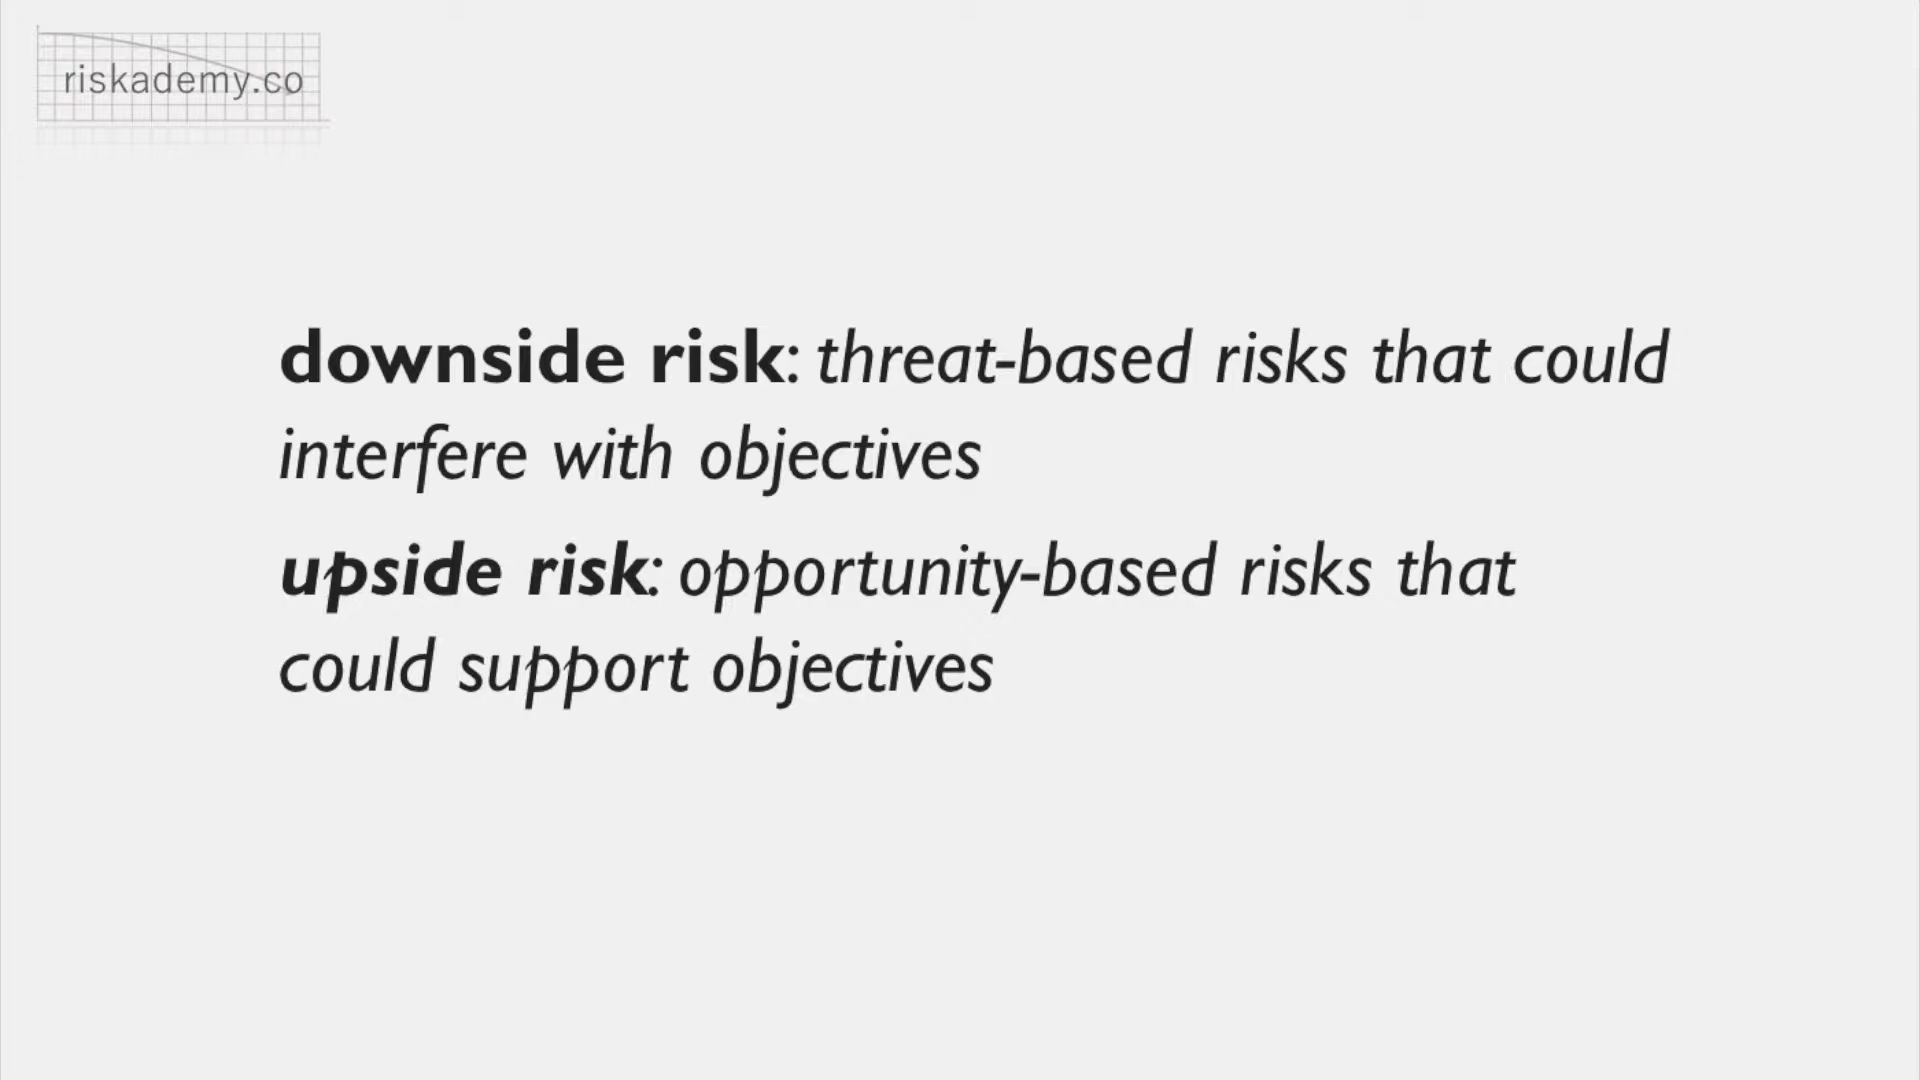 riskademy.co
downside risk: threat-based risks that could
interfere with objectives
upside risk: opportunity-based risks that
could support objectives